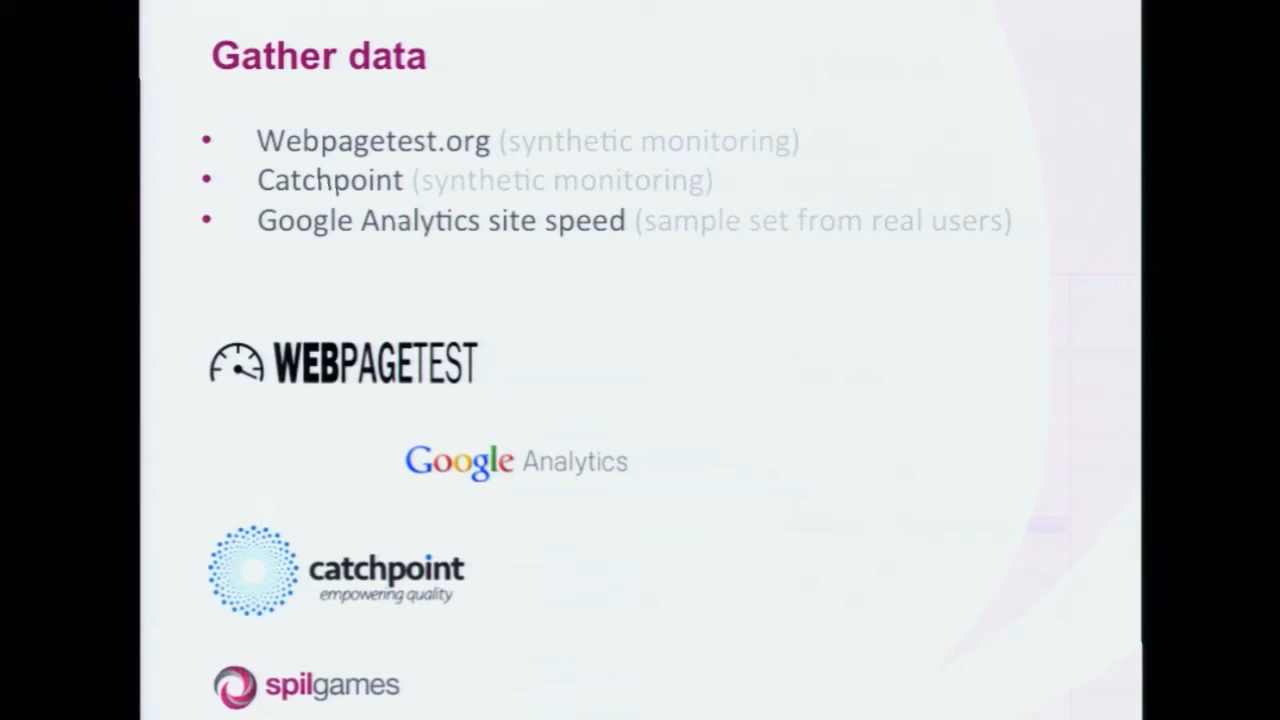 Gather data
• Webpagetest.org (synthetic monitoring)
• Catchpoint (synthetic monitoring)
• Google Analytics site speed (sample set from real users)
WEBPAGETEST
Google Analytics
catchpoint
empowering quality
spilgames